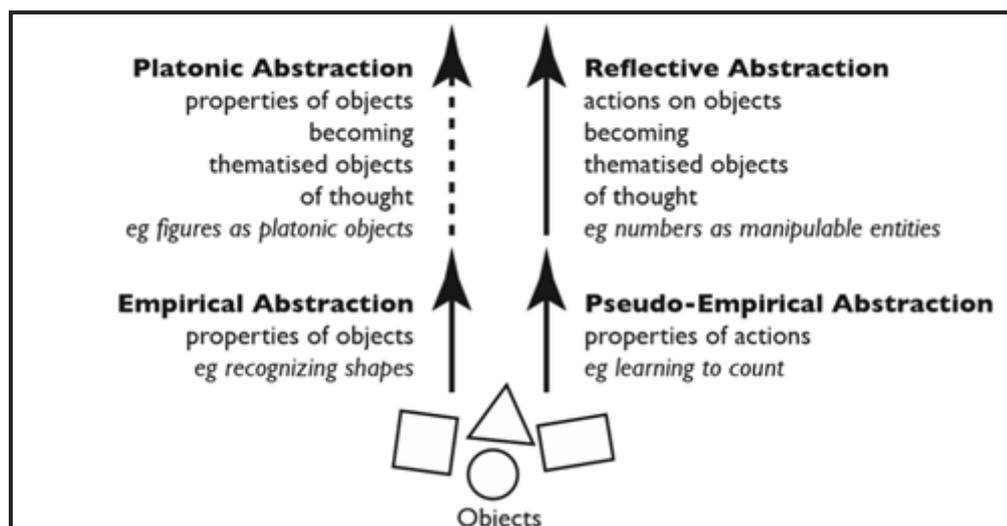 Platonic Abstraction
properties of objects
becoming
thematised objects
of thought
eg figures as platonic objects
Reflective Abstraction
actions on objects
becoming
thematised objects
of thought
eg numbers as manipulable entities
Empirical Abstraction
properties of objects
eg recognizing shapes
Pseudo-Empirical Abstraction
properties of actions
eg learning to count
Objects